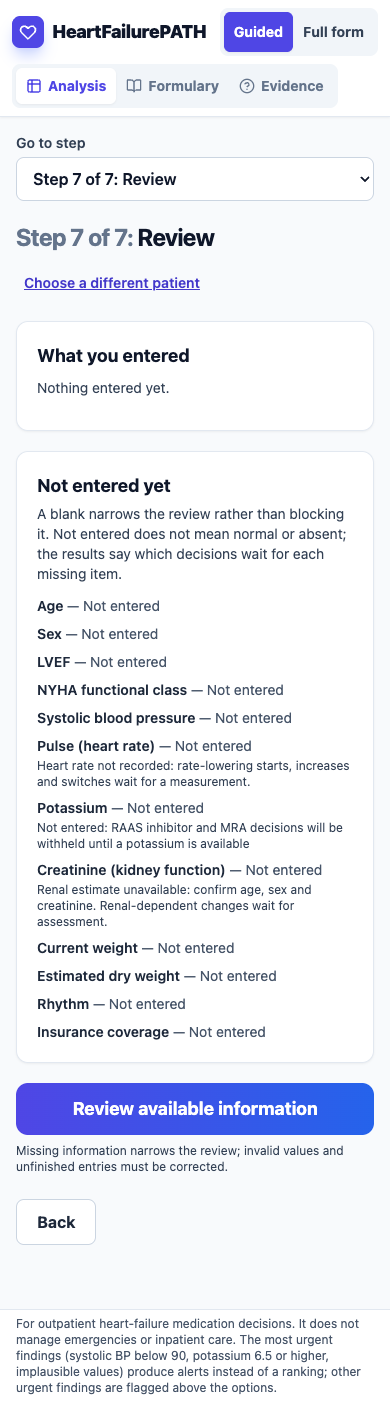 HeartFailurePATH
Guided
Full form
Analysis
Formulary
Evidence
Go to step
Step 7 of 7: Review
Step 7 of 7: Review
Choose a different patient
What you entered
Nothing entered yet.
Not entered yet
A blank narrows the review rather than blocking
it. Not entered does not mean normal or absent;
the results say which decisions wait for each
missing item.
Age — Not entered
Sex — Not entered
LVEF — Not entered
NYHA functional class — Not entered
Systolic blood pressure — Not entered
Pulse (heart rate) — Not entered
Heart rate not recorded: rate-lowering starts, increases
and switches wait for a measurement.
Potassium — Not entered
Not entered: RAAS inhibitor and MRA decisions will be
withheld until a potassium is available
Creatinine (kidney function) — Not entered
Renal estimate unavailable: confirm age, sex and
creatinine. Renal-dependent changes wait for
assessment.
Current weight — Not entered
Estimated dry weight — Not entered
Rhythm — Not entered
Insurance coverage — Not entered
Review available information
Missing information narrows the review; invalid values and
unfinished entries must be corrected.
Back
For outpatient heart-failure medication decisions. It does not
manage emergencies or inpatient care. The most urgent
findings (systolic BP below 90, potassium 6.5 or higher,
implausible values) produce alerts instead of a ranking; other
urgent findings are flagged above the options.